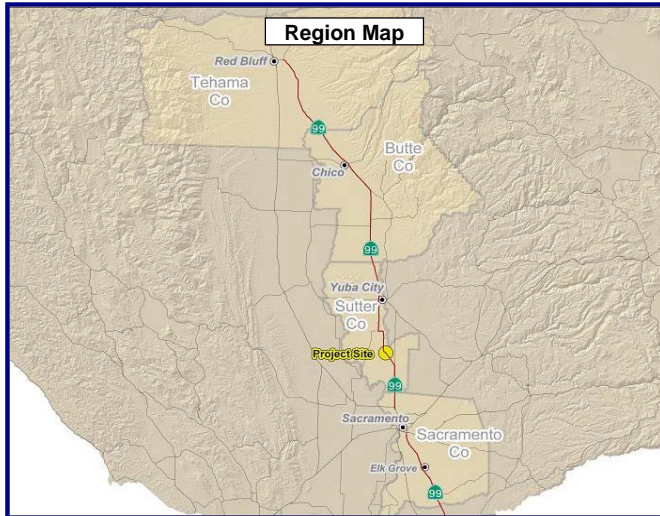 Region Map
Red Bluff
Tehama
Co
99
Butte
Co
Chico
99
Yuba City
Sutter
Co
Project Site
99
Sacramento
Sacramento
Co
Elk Grove
99